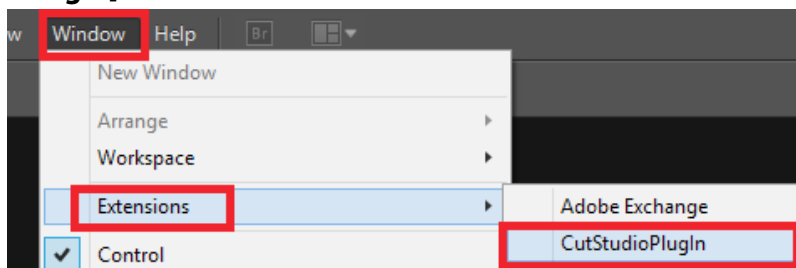 w Window Help Br
New Window
Arrange
Workspace
Extensions
Adobe Exchange
CutStudioPlugIn
Control